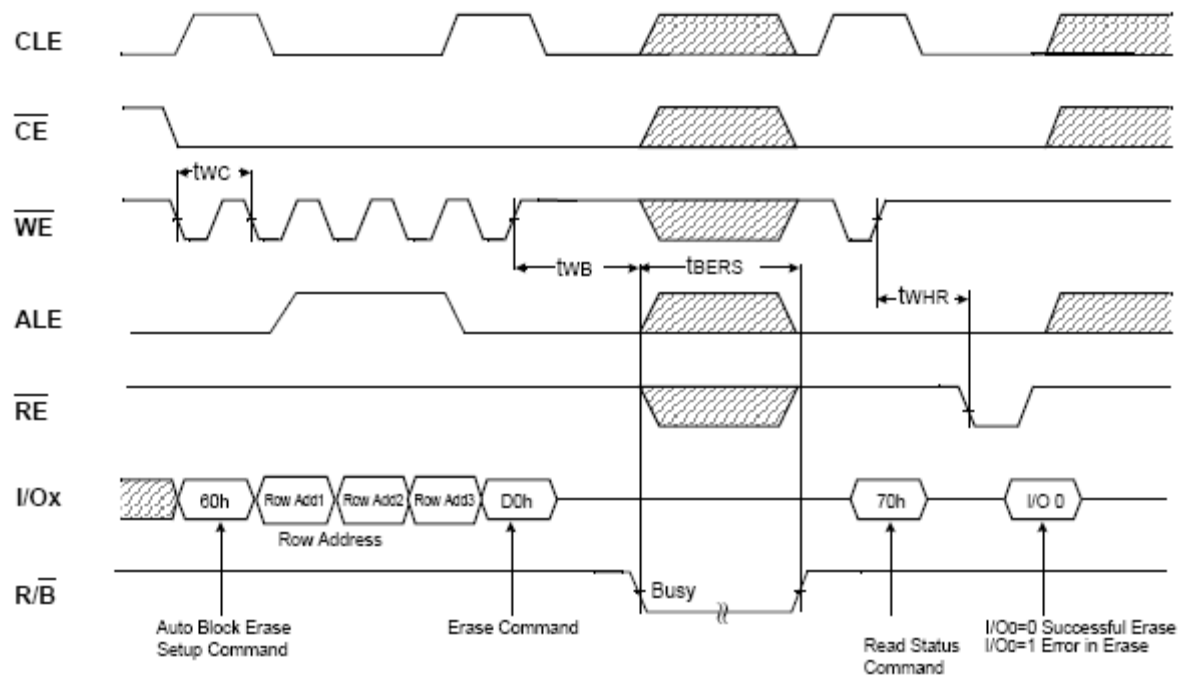 CLE
CE
tWC
WE
tWB
tBERS
tWHR
ALE
RE
I/Ox
60h
Row Add1
Row Add2
Row Add3
D0h
70h
I/O 0
Row Address
R/B
Busy
Auto Block Erase
Setup Command
Erase Command
Read Status
Command
I/O0=0 Successful Erase
I/O0=1 Error in Erase